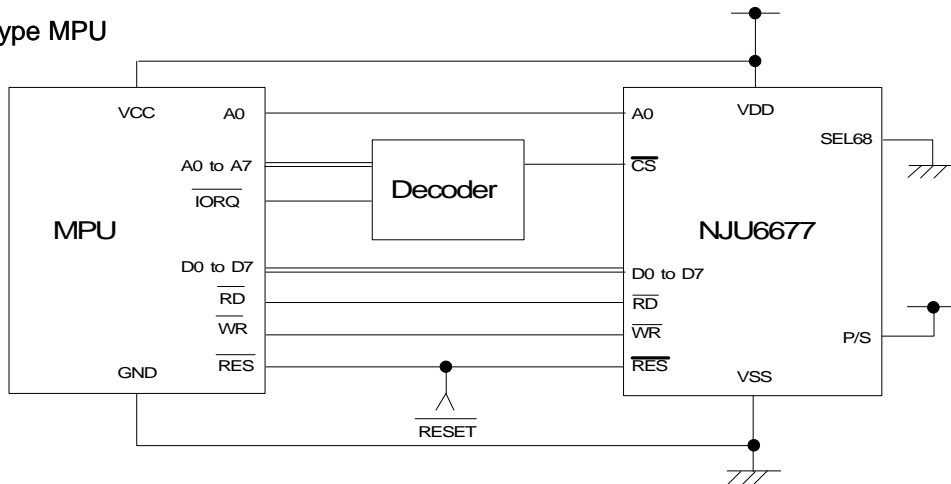 ype MPU
VCC
A0
A0 to A7
IORQ
MPU
D0 to D7
RD
WR
RES
GND
Decoder
RESET
A0
VDD
SEL68
CS
NJU6677
D0 to D7
RD
WR
P/S
RES
VSS